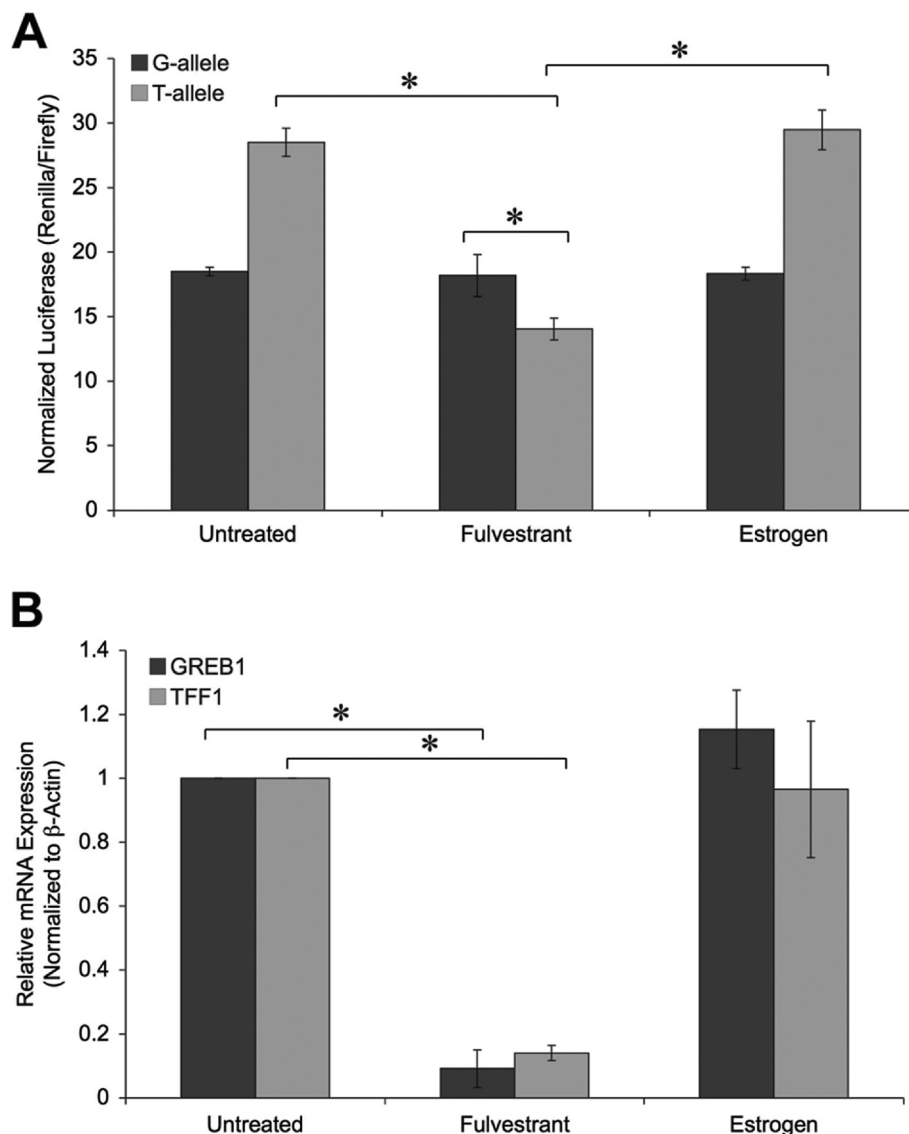 A
G-allele
T-allele
Normalized Luciferase (Renilla/Firefly)
35
30
25
20
15
10
5
0
*
*
*
Untreated Fulvestrant Estrogen
B
GREB1
TFF1
Relative mRNA Expression
(Normalized to β-Actin)
1.4
1.2
1
0.8
0.6
0.4
0.2
0
*
*
Untreated Fulvestrant Estrogen